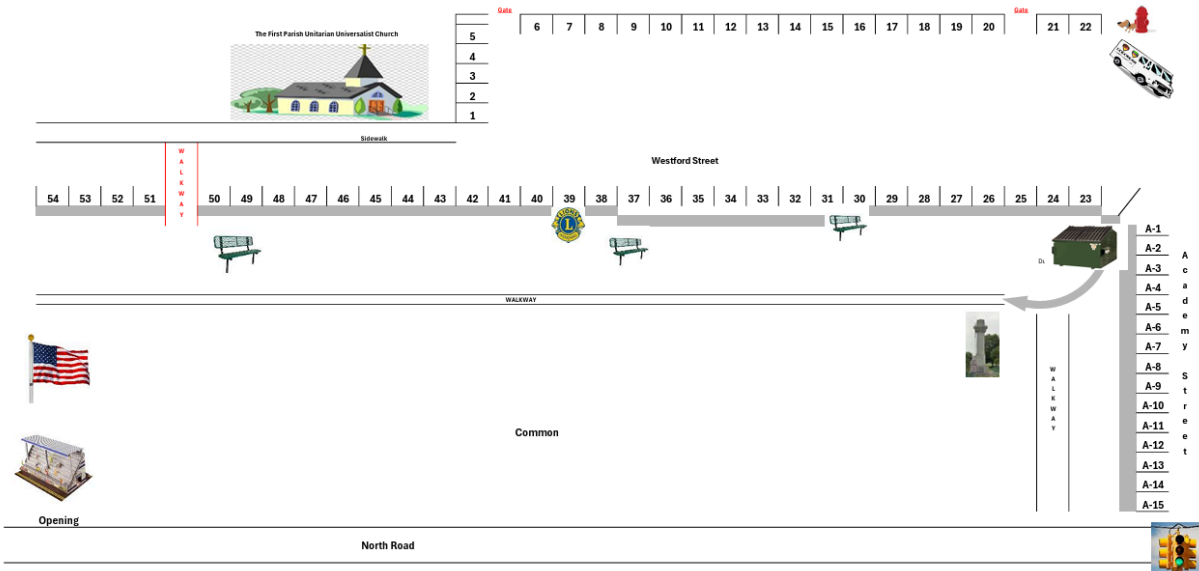 Gate
Gate
6 7 8 9 10 11 12 13 14 15 16 17 18 19 20 21 22
The First Parish Unitarian Universalist Church
5
4
3
2
1
Sidewalk
WALKWAY
Westford Street
54 53 52 51 50 49 48 47 46 45 44 43 42 41 40 39 38 37 36 35 34 33 32 31 30 29 28 27 26 25 24 23
LIONS
L
A-1
A-2
A-3
A-4
A-5
A-6
A-7
A-8
A-9
A-10
A-11
A-12
A-13
A-14
A-15
Academy Street
WALKWAY
WALKWAY
Common
Opening
North Road